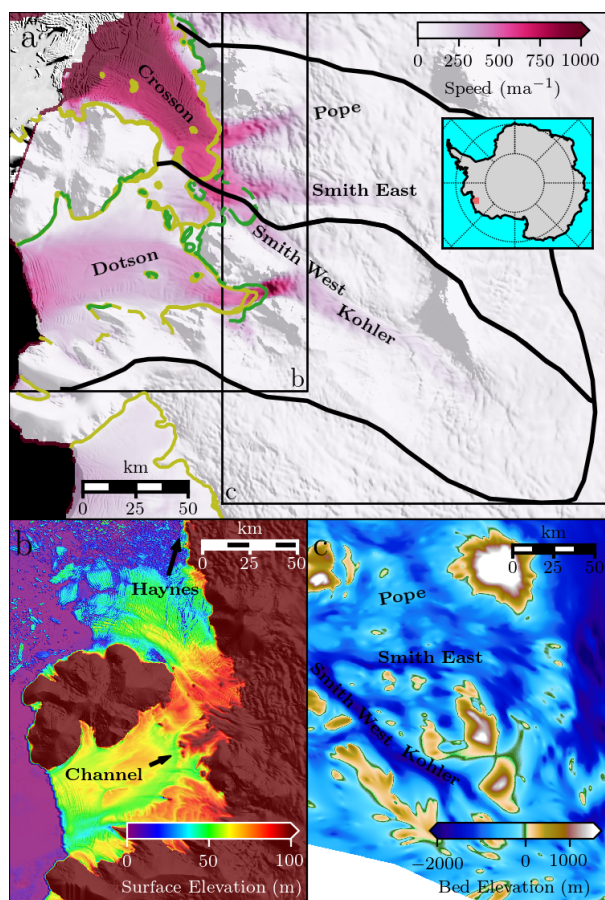 a
0 250 500 750 1000
Speed (ma⁻¹)
Crosson
Pope
Smith East
Smith West
Dotson
Kohler
b
km
0 25 50
c
b
km
0 25 50
Haynes
Channel
0 50 100
Surface Elevation (m)
c
km
0 25 50
Pope
Smith East
Smith West
Kohler
−2000 0 1000
Bed Elevation (m)